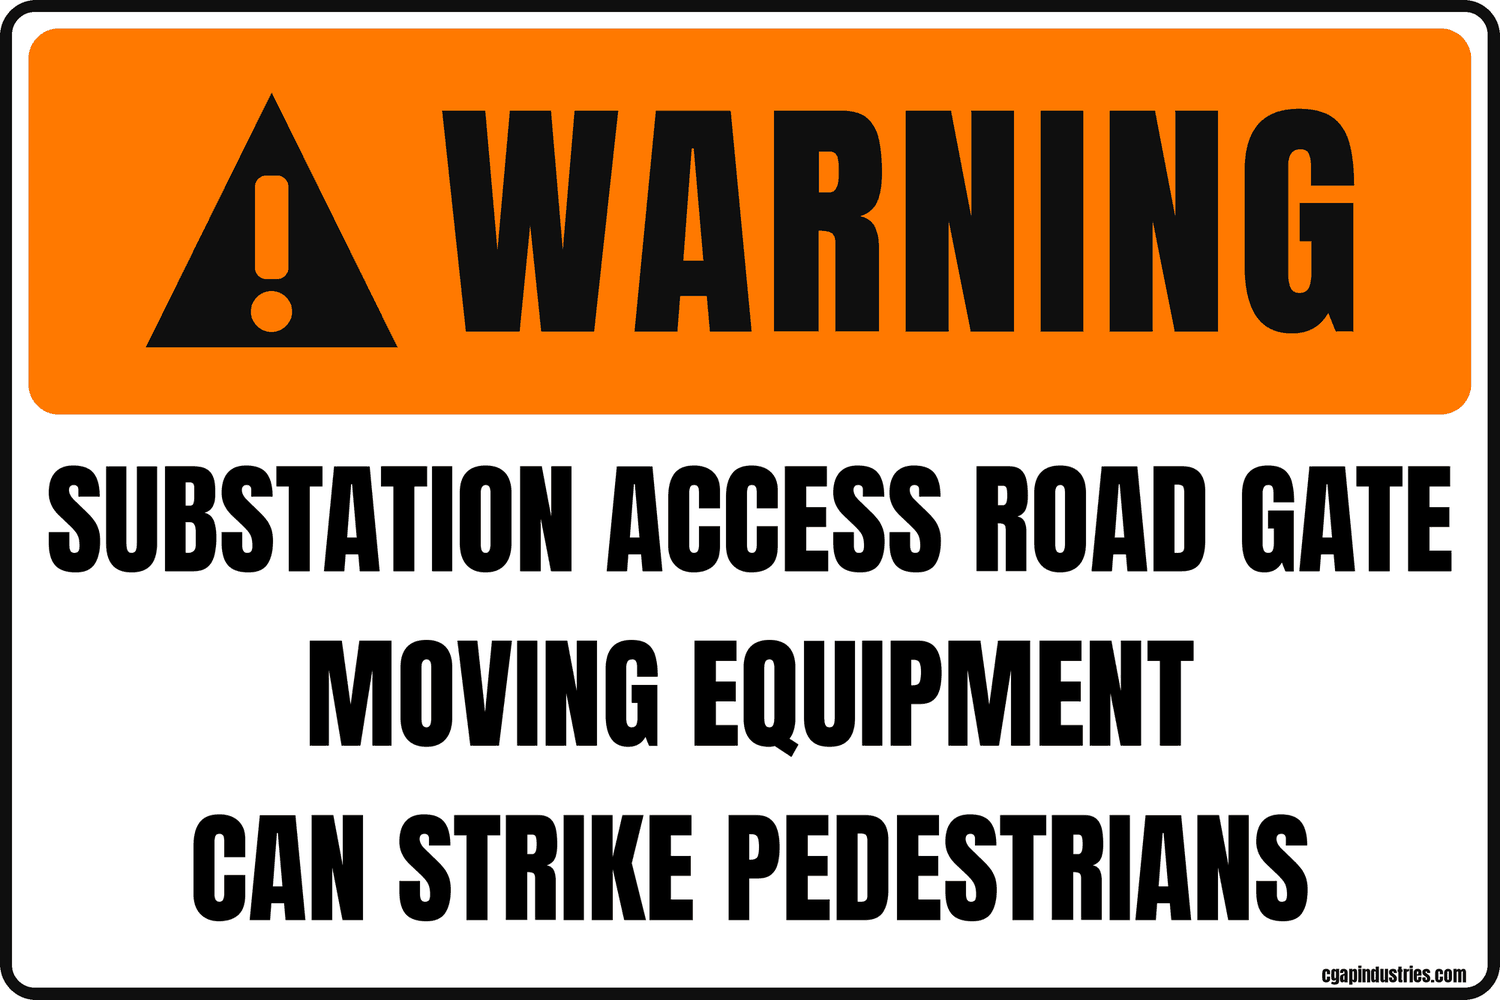 WARNING
SUBSTATION ACCESS ROAD GATE
MOVING EQUIPMENT
CAN STRIKE PEDESTRIANS
cgapindustries.com